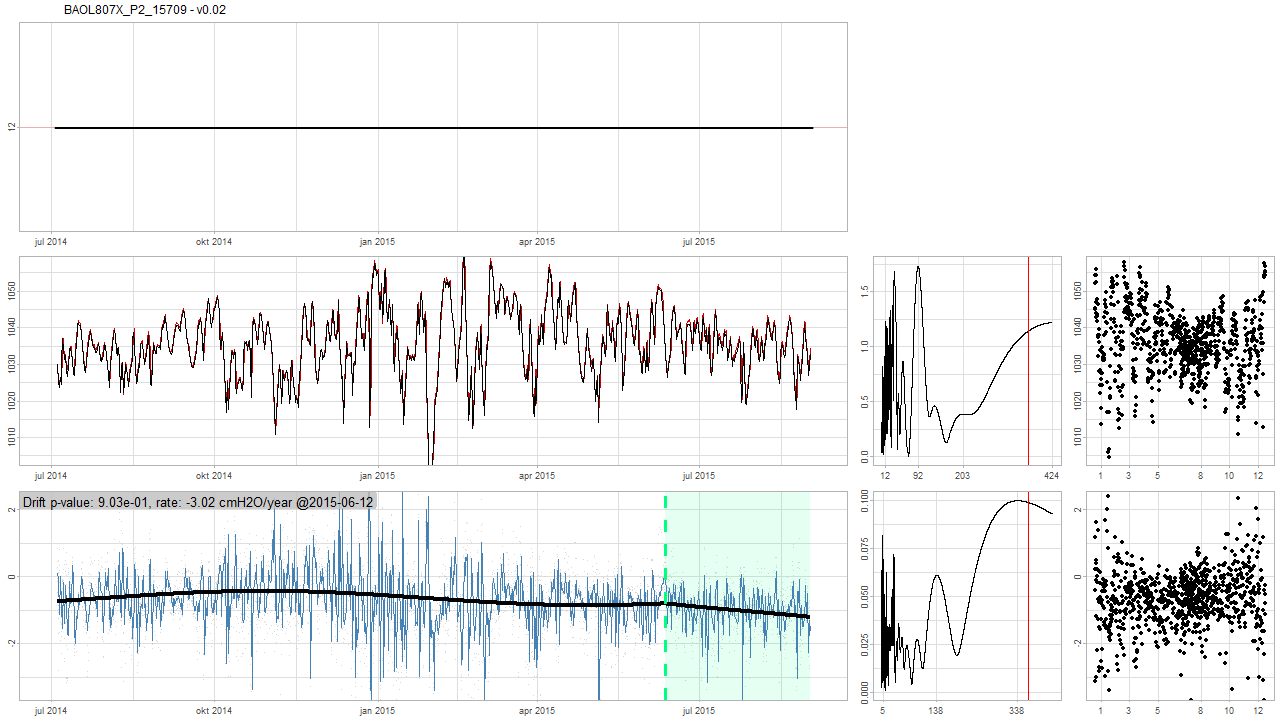 BAOL807X_P2_15709 - v0.02
12
jul 2014 okt 2014 jan 2015 apr 2015 jul 2015
1050
1040
1030
1020
1010
jul 2014 okt 2014 jan 2015 apr 2015 jul 2015
1.5
1.0
0.5
0.0
12 92 203 424
1050
1040
1030
1020
1010
1 3 5 8 10 12
Drift p-value: 9.03e-01, rate: -3.02 cmH2O/year @2015-06-12
2
0
-2
jul 2014 okt 2014 jan 2015 apr 2015 jul 2015
0.100
0.075
0.050
0.025
0.000
5 138 338
2
0
-2
1 3 5 8 10 12